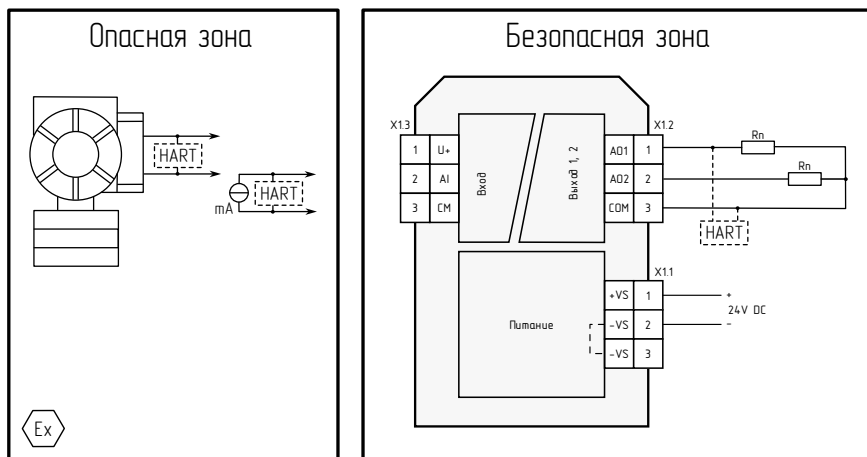 Опасная зона
HART
HART
mA
Ex
Безопасная зона
X1.3
1 U+
2 AI
3 CM
Вход
Выход 1, 2
X1.2
AO1 1
AO2 2
COM 3
Rn
Rn
HART
Питание
X1.1
+VS 1
-VS 2
-VS 3
+
24V DC
-